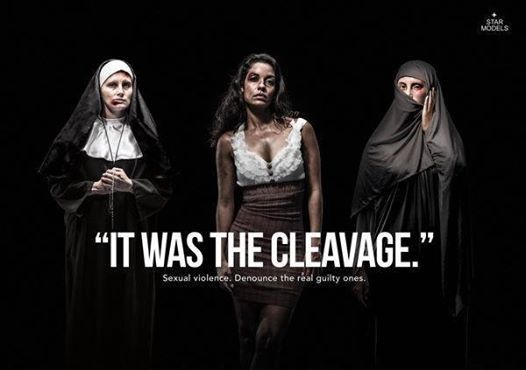 STAR
MODELS
“IT WAS THE CLEAVAGE.”
Sexual violence. Denounce the real guilty ones.